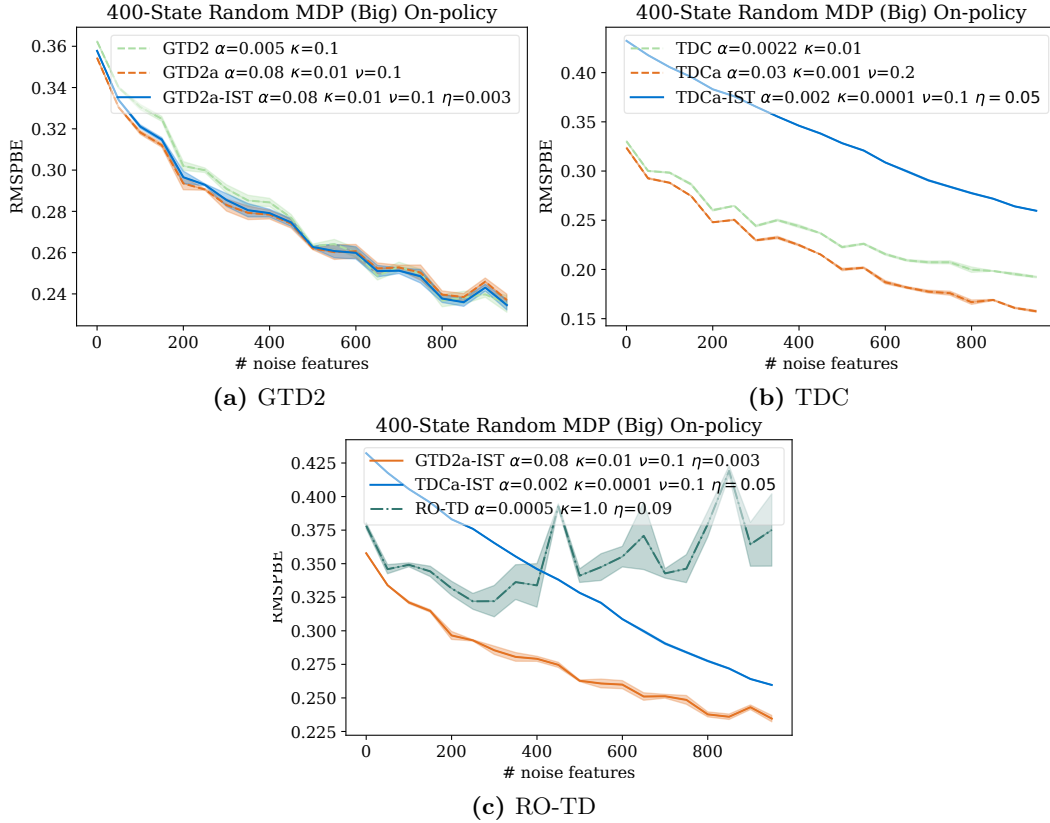 400-State Random MDP (Big) On-policy
GTD2 α=0.005 κ=0.1
GTD2a α=0.08 κ=0.01 ν=0.1
GTD2a-IST α=0.08 κ=0.01 ν=0.1 η=0.003
RMSPBE
0.36
0.34
0.32
0.30
0.28
0.26
0.24
0
200
400
600
800
# noise features
(a) GTD2
400-State Random MDP (Big) On-policy
TDC α=0.0022 κ=0.01
TDCa α=0.03 κ=0.001 ν=0.2
TDCa-IST α=0.002 κ=0.0001 ν=0.1 η = 0.05
RMSPBE
0.40
0.35
0.30
0.25
0.20
0.15
0
200
400
600
800
# noise features
(b) TDC
400-State Random MDP (Big) On-policy
GTD2a-IST α=0.08 κ=0.01 ν=0.1 η=0.003
TDCa-IST α=0.002 κ=0.0001 ν=0.1 η = 0.05
RO-TD α=0.0005 κ=1.0 η=0.09
RMSPBE
0.425
0.400
0.375
0.350
0.325
0.300
0.275
0.250
0.225
0
200
400
600
800
# noise features
(c) RO-TD